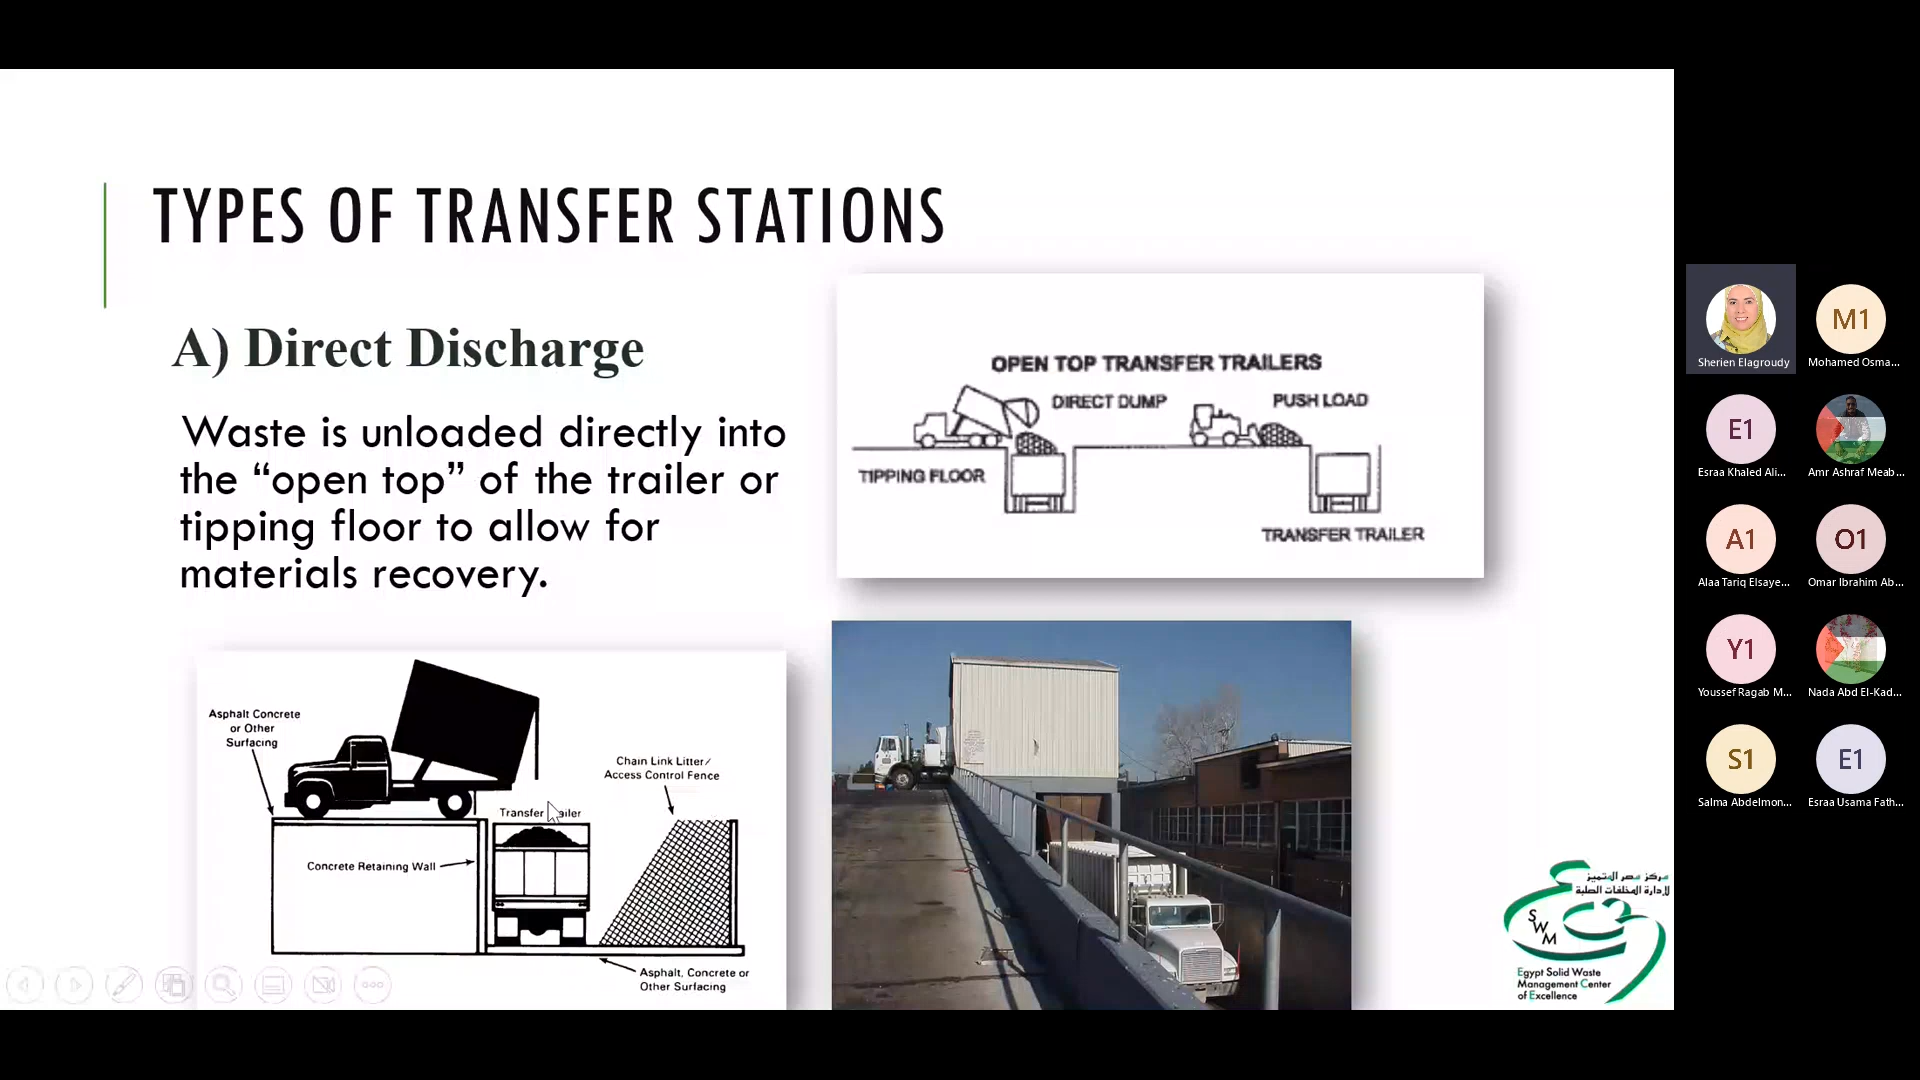 TYPES OF TRANSFER STATIONS
A) Direct Discharge
Waste is unloaded directly into
the “open top” of the trailer or
tipping floor to allow for
materials recovery.
OPEN TOP TRANSFER TRAILERS
DIRECT DUMP
PUSH LOAD
TIPPING FLOOR
TRANSFER TRAILER
Asphalt Concrete
or Other
Surfacing
Chain Link Litter/
Access Control Fence
Transfer ailer
Concrete Retaining Wall
Asphalt, Concrete or
Other Surfacing
مركز مصر المتميز
لإدارة المخلفات الصلبة
SWM
Egypt Solid Waste
Management Center
of Excellence
Sherien Elagroudy
M1
Mohamed Osma...
E1
Esraa Khaled Ali...
Amr Ashraf Meab...
A1
Alaa Tariq Elsaye...
O1
Omar Ibrahim Ab...
Y1
Youssef Ragab M...
Nada Abd El-Kad...
S1
Salma Abdelmon...
E1
Esraa Usama Fath...